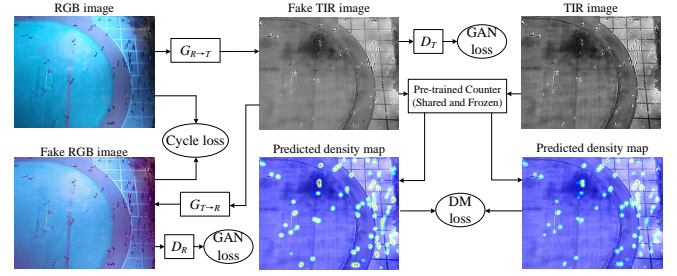 RGB image
Fake TIR image
TIR image
G_{R→T}
D_T
GAN
loss
Pre-trained Counter
(Shared and Frozen)
Cycle loss
Fake RGB image
Predicted density map
Predicted density map
G_{T→R}
DM
loss
D_R
GAN
loss